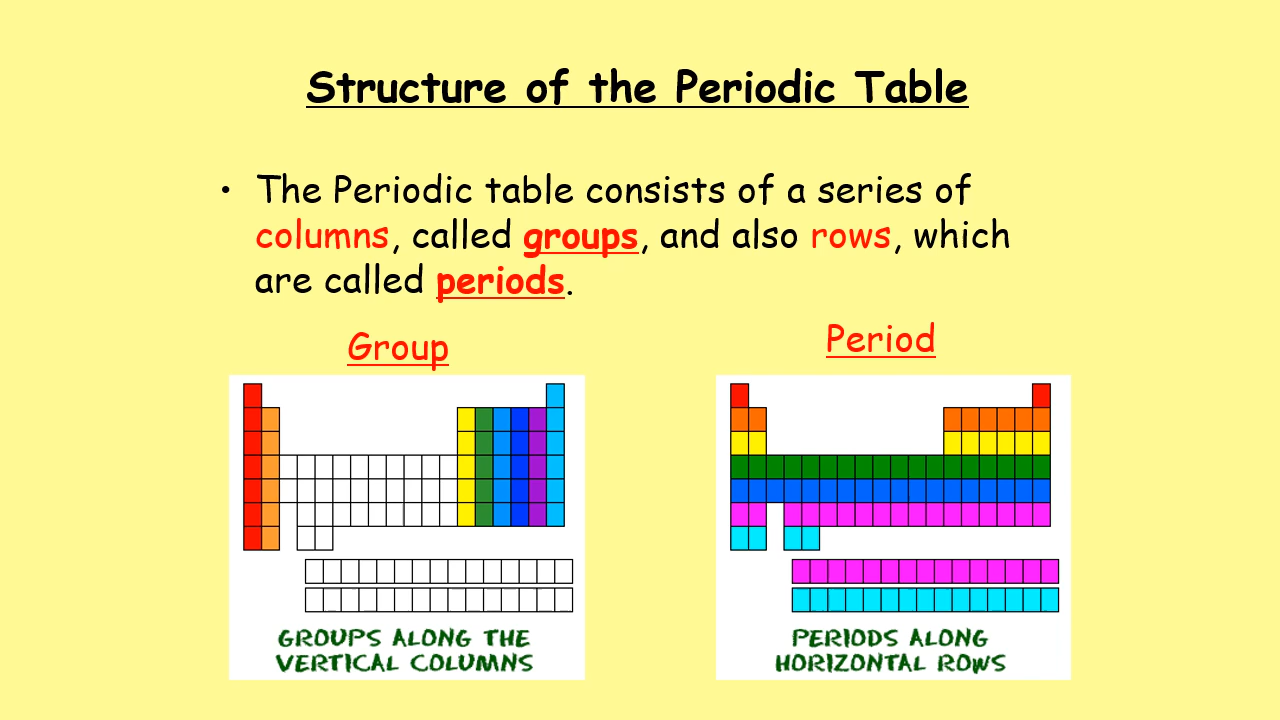 Structure of the Periodic Table
• The Periodic table consists of a series of
columns, called groups, and also rows, which
are called periods.
Group
Period
GROUPS ALONG THE
VERTICAL COLUMNS
PERIODS ALONG
HORIZONTAL ROWS